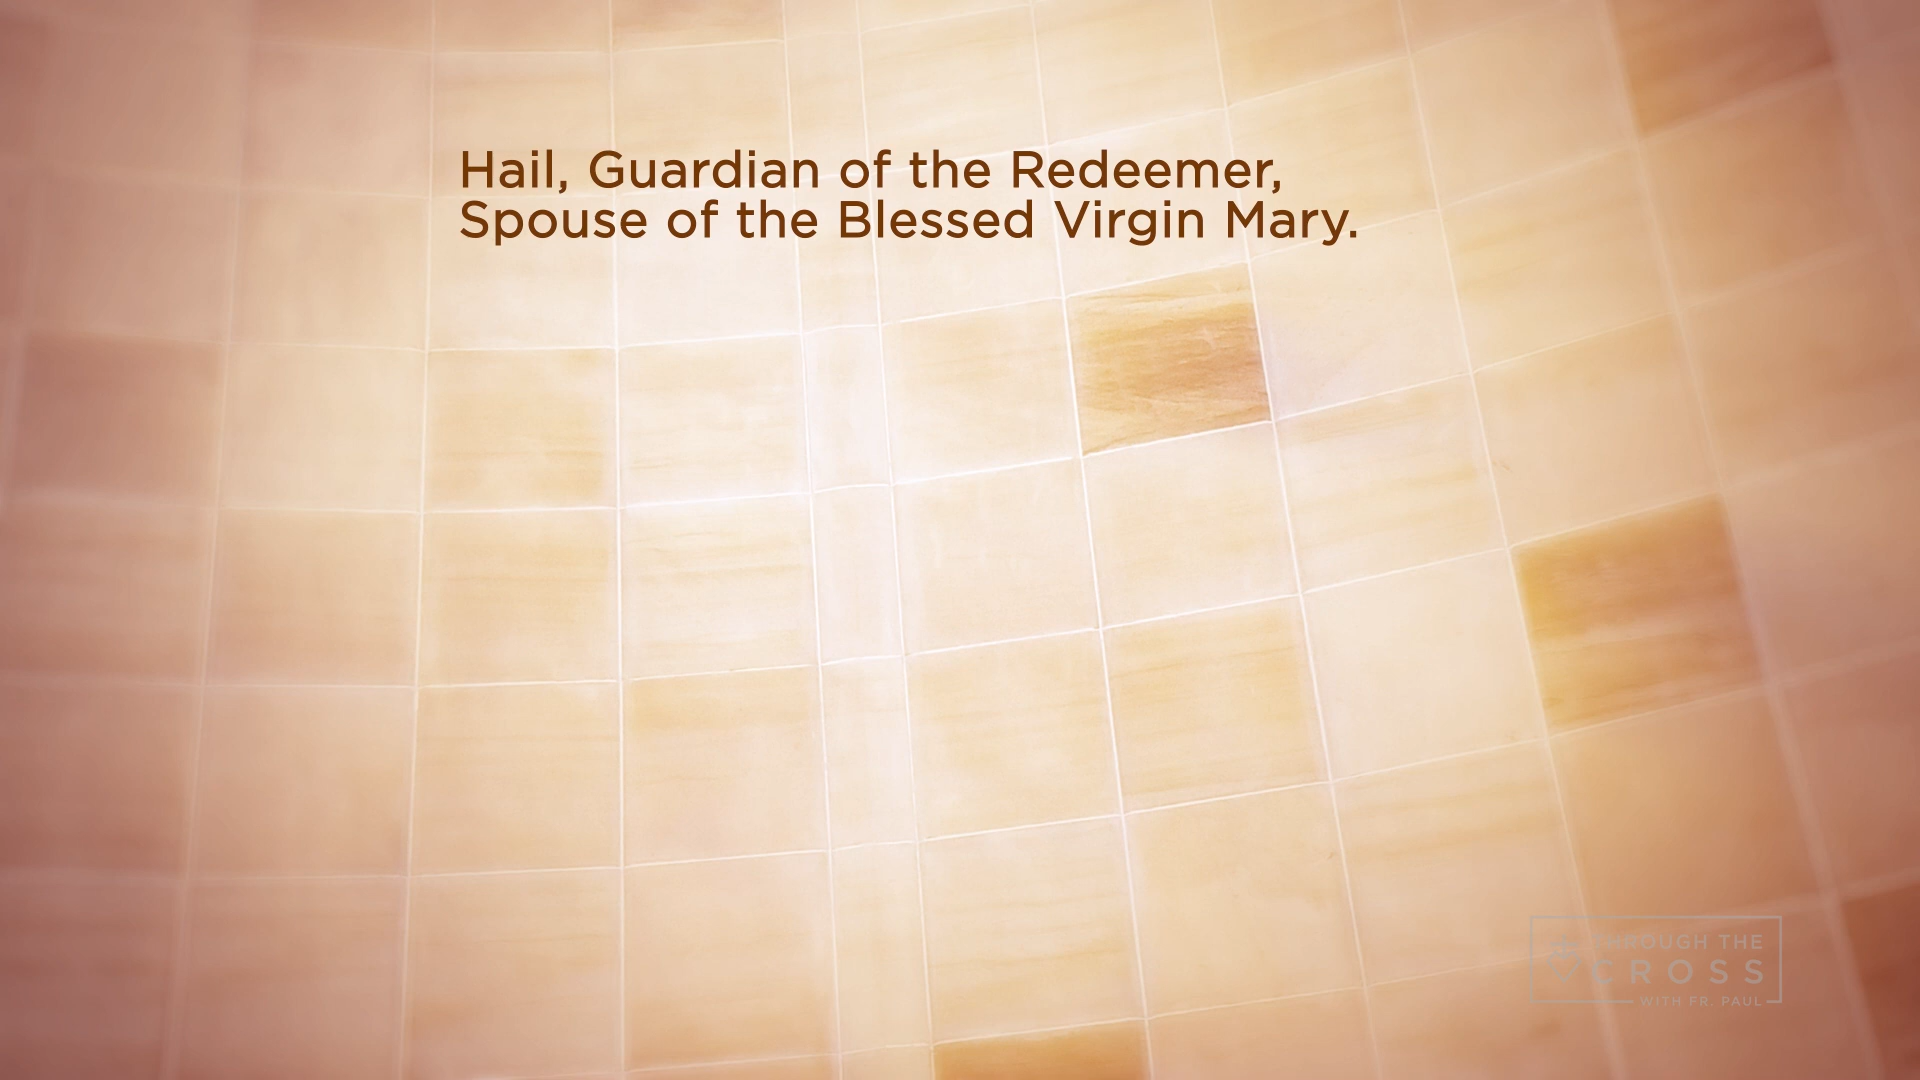 Hail, Guardian of the Redeemer,
Spouse of the Blessed Virgin Mary.
THROUGH THE
CROSS
WITH FR. PAUL